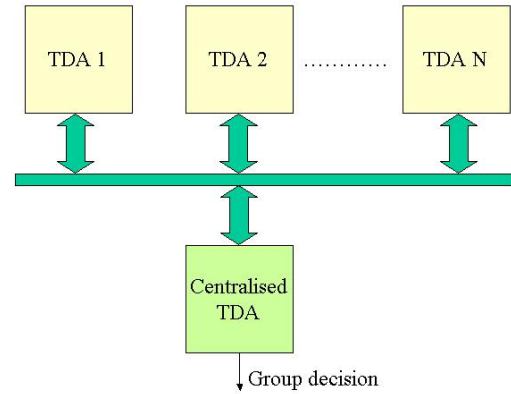 TDA 1
TDA 2
............
TDA N
Centralised
TDA
Group decision